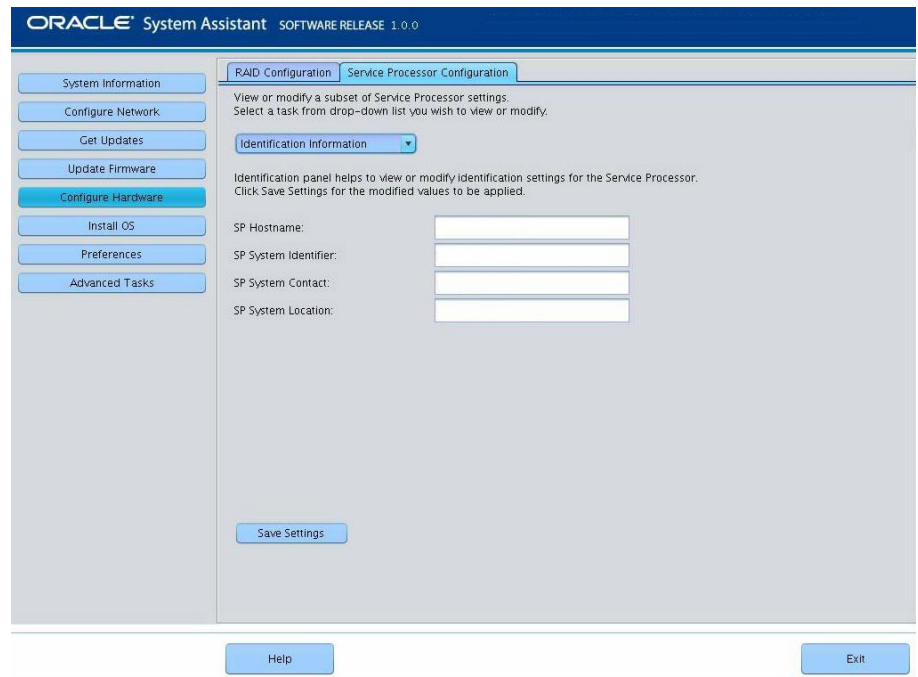 ORACLE® System Assistant SOFTWARE RELEASE 1.0.0
System Information
Configure Network
Get Updates
Update Firmware
Configure Hardware
Install OS
Preferences
Advanced Tasks
RAID Configuration Service Processor Configuration
View or modify a subset of Service Processor settings.
Select a task from drop-down list you wish to view or modify.
Identification Information
Identification panel helps to view or modify identification settings for the Service Processor.
Click Save Settings for the modified values to be applied.
SP Hostname:
SP System Identifier:
SP System Contact:
SP System Location:
Save Settings
Help Exit